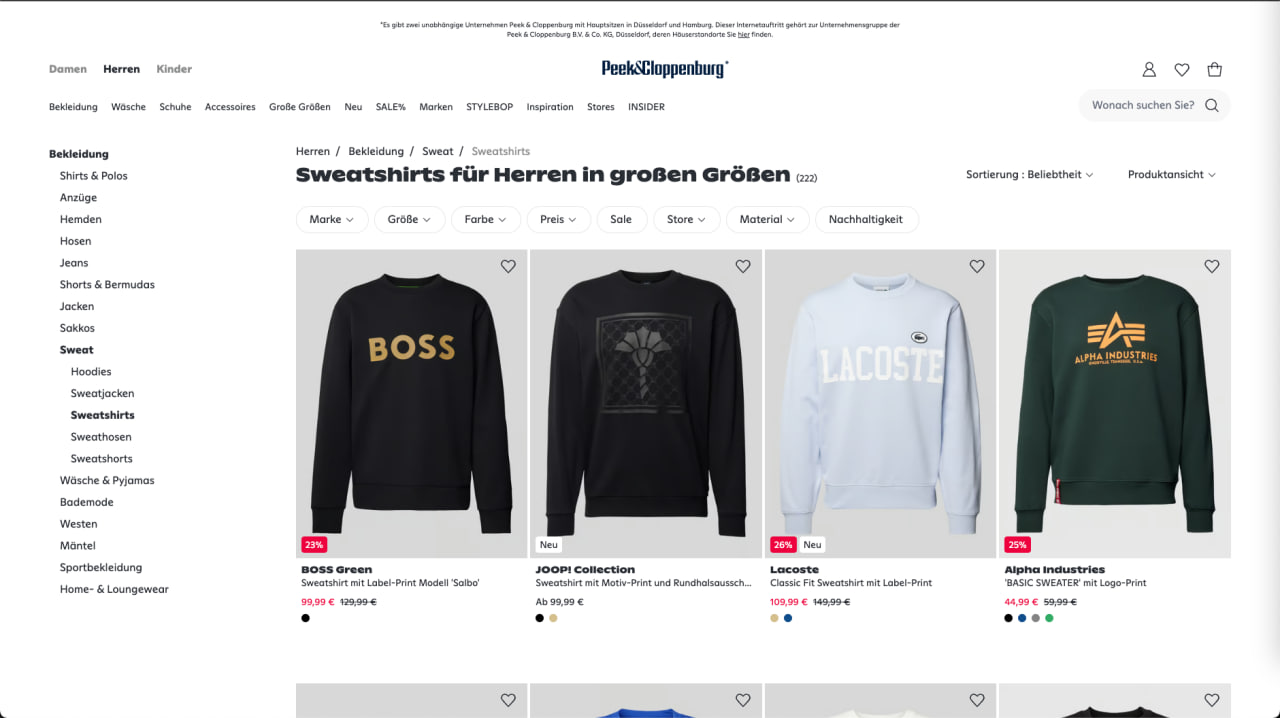 *Es gibt zwei unabhängige Unternehmen Peek & Cloppenburg mit Hauptsitzen in Düsseldorf und Hamburg. Dieser Internetauftritt gehört zur Unternehmensgruppe der
Peek & Cloppenburg B.V. & Co. KG, Düsseldorf, deren Häuserstandorte Sie hier finden.
Damen Herren Kinder
Peek&Cloppenburg*
Bekleidung Wäsche Schuhe Accessoires Große Größen Neu SALE% Marken STYLEBOP Inspiration Stores INSIDER
Wonach suchen Sie?
Bekleidung
Shirts & Polos
Anzüge
Hemden
Hosen
Jeans
Shorts & Bermudas
Jacken
Sakkos
Sweat
Hoodies
Sweatjacken
Sweatshirts
Sweathosen
Sweatshorts
Wäsche & Pyjamas
Bademode
Westen
Mäntel
Sportbekleidung
Home- & Loungewear
Herren / Bekleidung / Sweat / Sweatshirts
Sweatshirts für Herren in großen Größen (222)
Sortierung : Beliebtheit
Produktansicht
Marke Größe Farbe Preis Sale Store Material Nachhaltigkeit
BOSS
23%
BOSS Green
Sweatshirt mit Label-Print Modell 'Salbo'
99,99 € 129,99 €
Neu
JOOP! Collection
Sweatshirt mit Motiv-Print und Rundhalsaussch...
Ab 99,99 €
LACOSTE
26% Neu
Lacoste
Classic Fit Sweatshirt mit Label-Print
109,99 € 149,99 €
ALPHA INDUSTRIES
KNOXVILLE, TENNESSEE, U.S.A.
25%
Alpha Industries
'BASIC SWEATER' mit Logo-Print
44,99 € 59,99 €